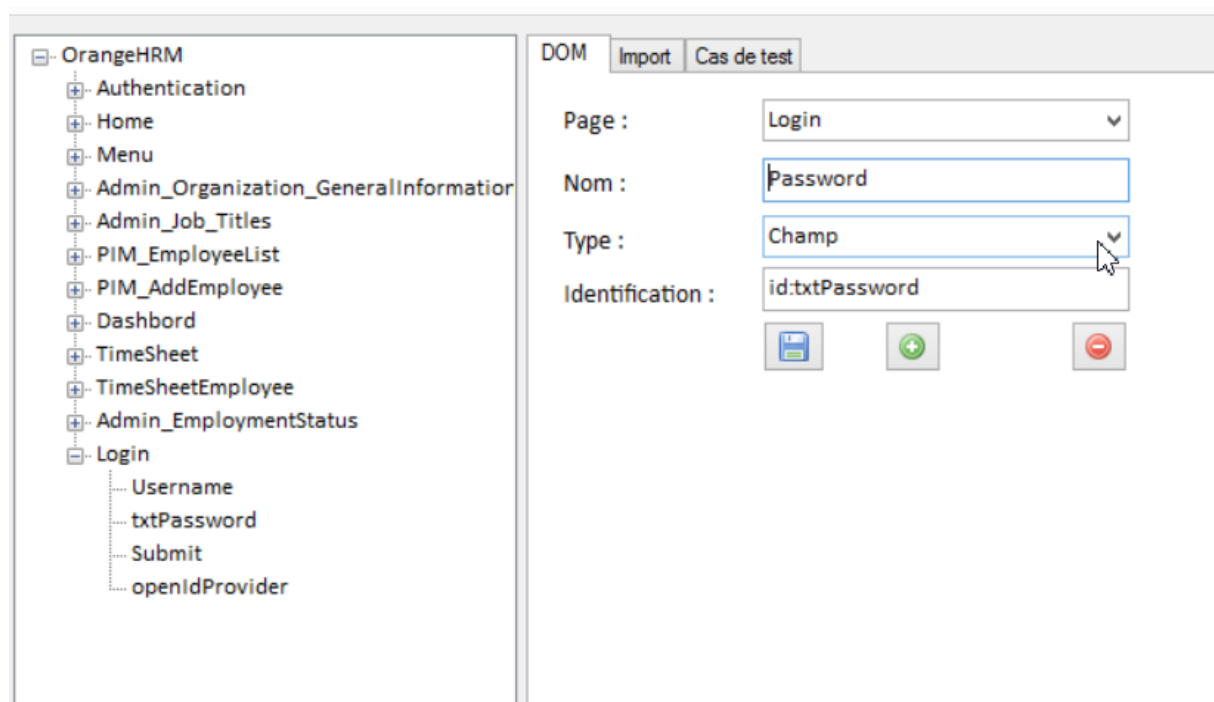 OrangeHRM
Authentication
Home
Menu
Admin_Organization_GeneralInformation
Admin_Job_Titles
PIM_EmployeeList
PIM_AddEmployee
Dashbord
TimeSheet
TimeSheetEmployee
Admin_EmploymentStatus
Login
Username
txtPassword
Submit
openIdProvider
DOM Import Cas de test
Page : Login
Nom : Password
Type : Champ
Identification : id:txtPassword